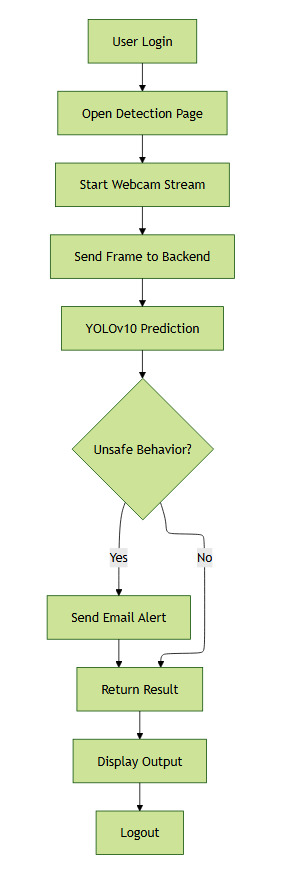 User Login
Open Detection Page
Start Webcam Stream
Send Frame to Backend
YOLOv10 Prediction
Unsafe Behavior?
Yes
No
Send Email Alert
Return Result
Display Output
Logout